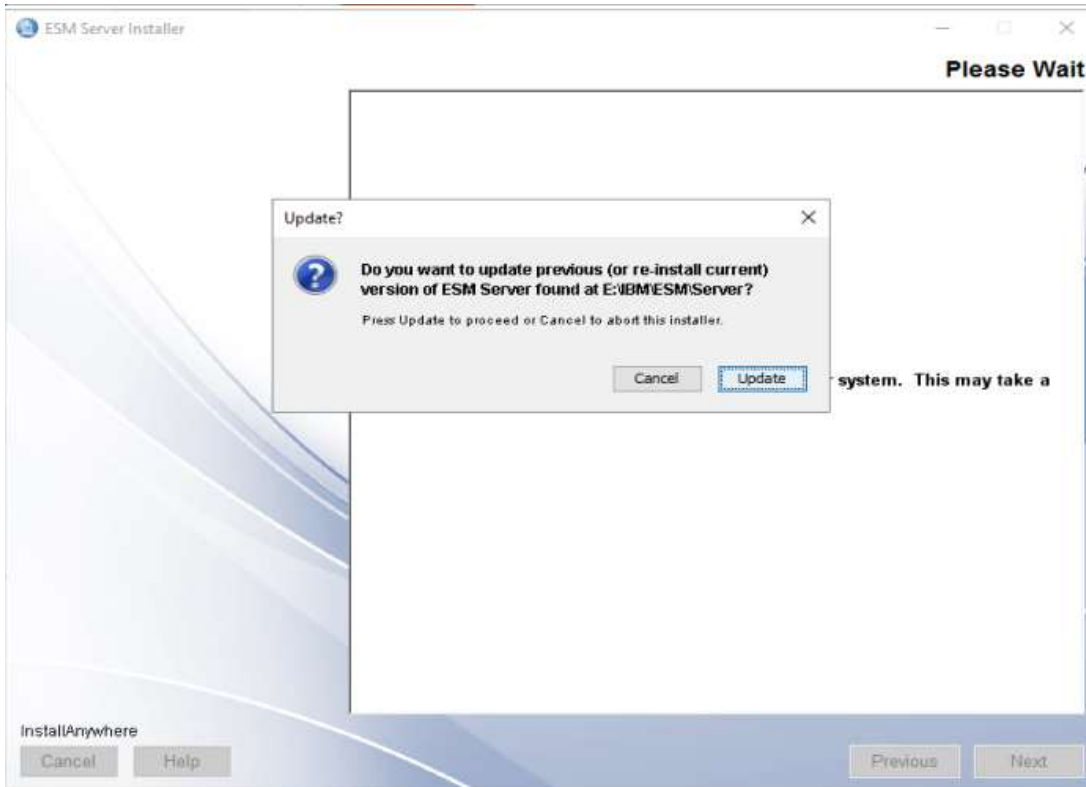 ESM Server Installer
Please Wait
Update?
Do you want to update previous (or re-install current)
version of ESM Server found at E:\IBM\ESM\Server?
Press Update to proceed or Cancel to abort this installer.
Cancel
Update
system. This may take a
InstallAnywhere
Cancel
Help
Previous
Next